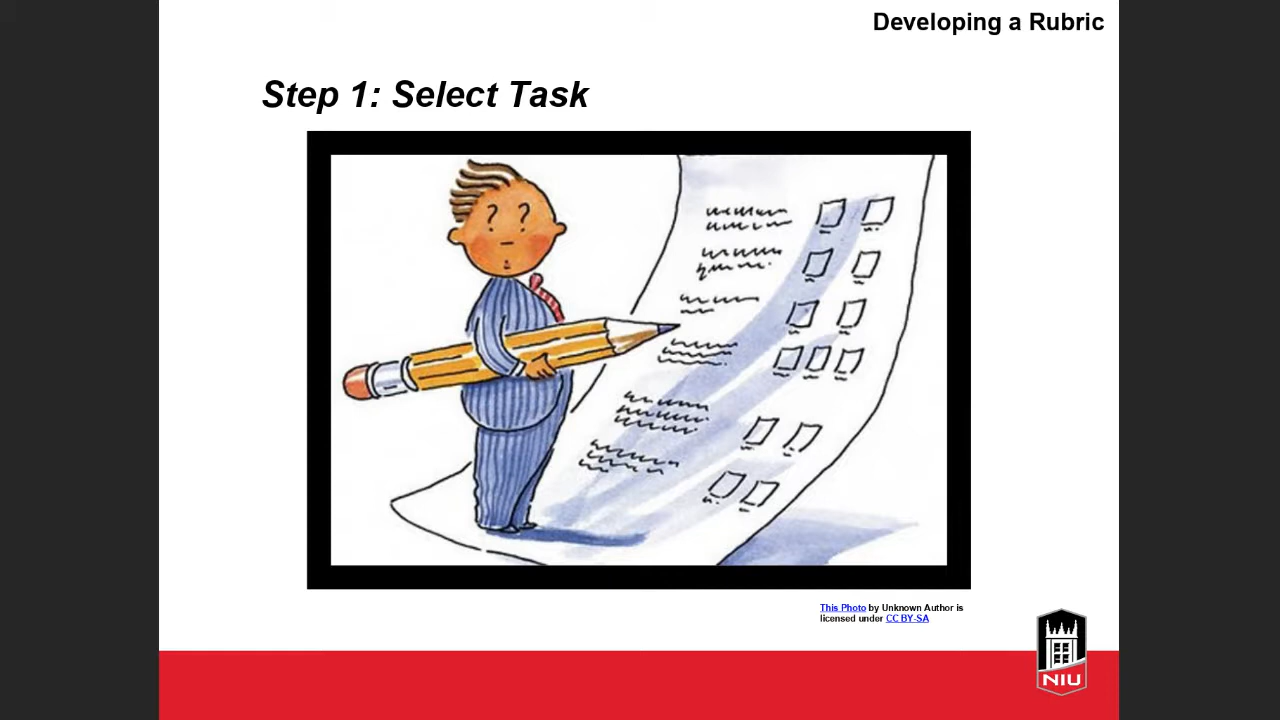 Developing a Rubric
Step 1: Select Task
? ?
This Photo by Unknown Author is
licensed under CC BY-SA
NIU